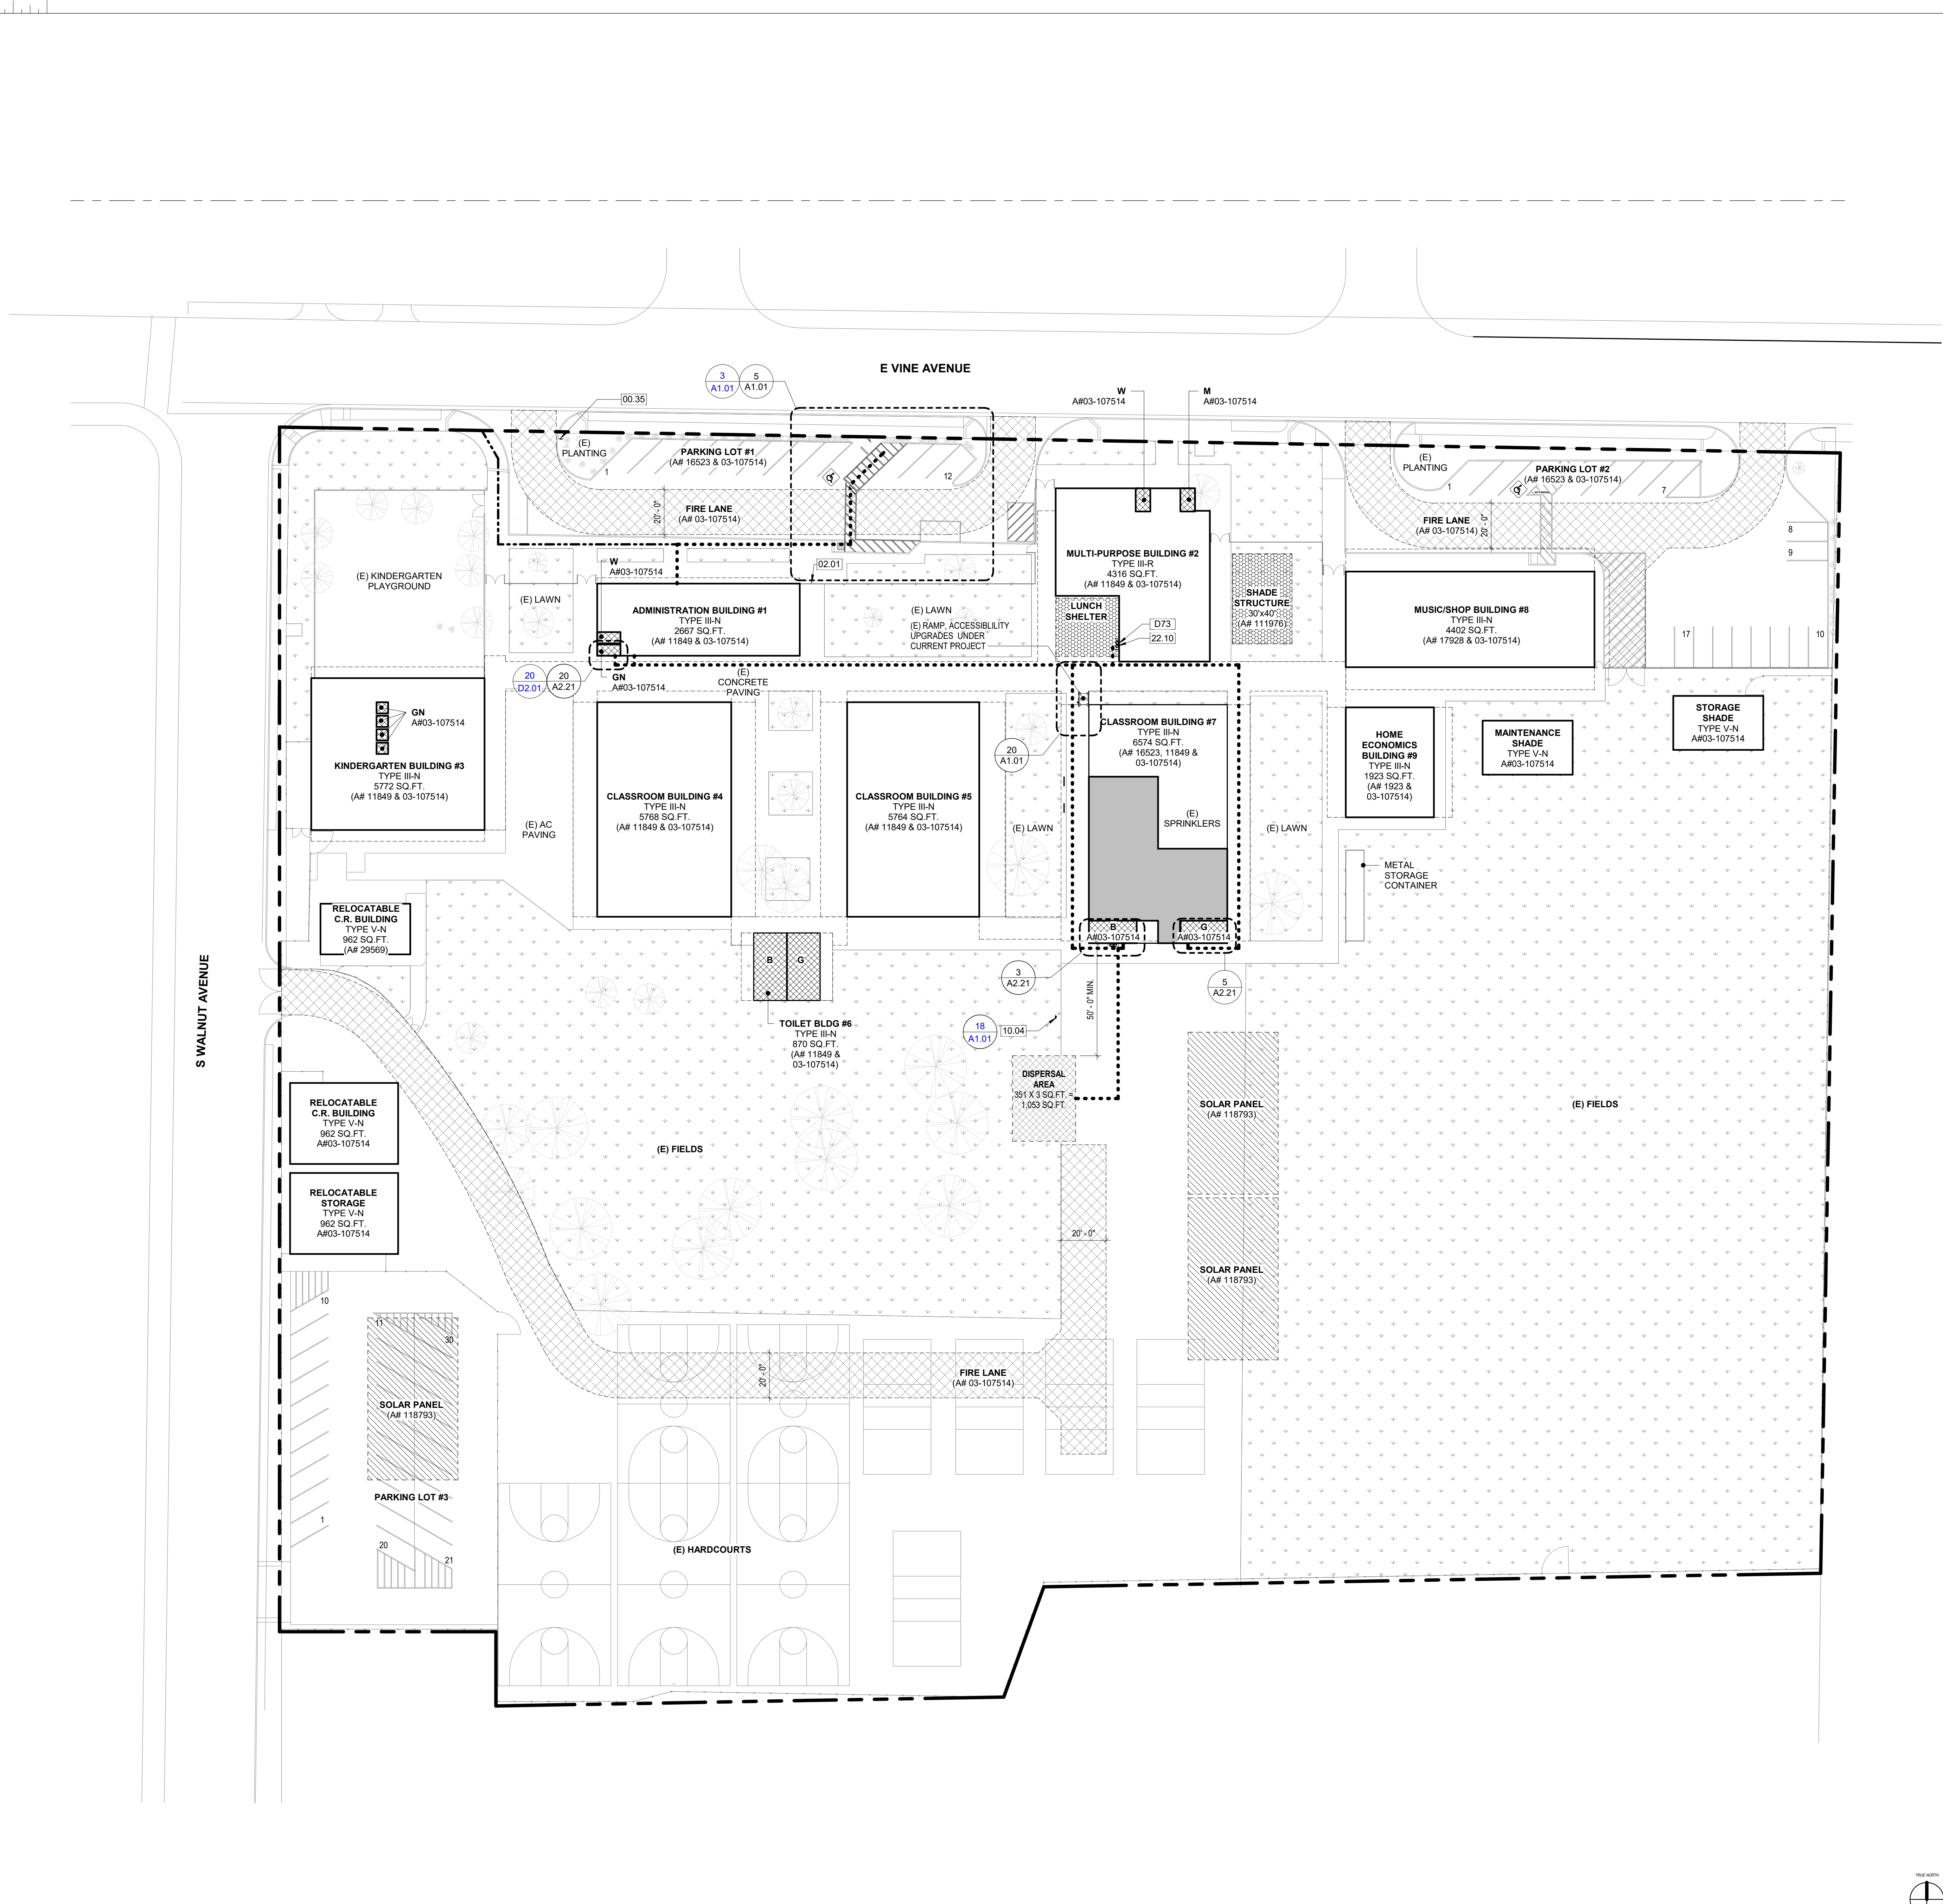 E VINE AVENUE
3
A1.01
5
A1.01
00.35
W
A#03-107514
M
A#03-107514
(E)
PLANTING
1
PARKING LOT #1
(A# 16523 & 03-107514)
12
20' - 0"
FIRE LANE
(A# 03-107514)
(E)
PLANTING
1
PARKING LOT #2
(A# 16523 & 03-107514)
7
FIRE LANE
(A# 03-107514)
20' - 0"
8
9
(E) KINDERGARTEN
PLAYGROUND
(E) LAWN
W
A#03-107514
02.01
ADMINISTRATION BUILDING #1
TYPE III-N
2667 SQ.FT.
(A# 11849 & 03-107514)
(E) LAWN
(E) RAMP, ACCESSIBLILITY
UPGRADES UNDER
CURRENT PROJECT
MULTI-PURPOSE BUILDING #2
TYPE III-R
4316 SQ.FT.
(A# 11849 & 03-107514)
LUNCH
SHELTER
D73
22.10
SHADE
STRUCTURE
30'x40'
(A# 111976)
MUSIC/SHOP BUILDING #8
TYPE III-N
4402 SQ.FT.
(A# 17928 & 03-107514)
17
10
20
D2.01
20
A2.21
GN
A#03-107514
(E)
CONCRETE
PAVING
GN
A#03-107514
KINDERGARTEN BUILDING #3
TYPE III-N
5772 SQ.FT.
(A# 11849 & 03-107514)
(E) AC
PAVING
CLASSROOM BUILDING #4
TYPE III-N
5768 SQ.FT.
(A# 11849 & 03-107514)
CLASSROOM BUILDING #5
TYPE III-N
5764 SQ.FT.
(A# 11849 & 03-107514)
20
A1.01
(E) LAWN
CLASSROOM BUILDING #7
TYPE III-N
6574 SQ.FT.
(A# 16523, 11849 &
03-107514)
(E)
SPRINKLERS
(E) LAWN
HOME
ECONOMICS
BUILDING #9
TYPE III-N
1923 SQ.FT.
(A# 1923 &
03-107514)
MAINTENANCE
SHADE
TYPE V-N
A#03-107514
STORAGE
SHADE
TYPE V-N
A#03-107514
METAL
STORAGE
CONTAINER
RELOCATABLE
C.R. BUILDING
TYPE V-N
962 SQ.FT.
(A# 29569)
B
A#03-107514
G
A#03-107514
B
G
3
A2.21
5
A2.21
50' - 0" MIN.
S WALNUT AVENUE
TOILET BLDG #6
TYPE III-N
870 SQ.FT.
(A# 11849 &
03-107514)
18
A1.01
10.04
DISPERSAL
AREA
351 X 3 SQ.FT. =
1,053 SQ.FT.
RELOCATABLE
C.R. BUILDING
TYPE V-N
962 SQ.FT.
A#03-107514
(E) FIELDS
SOLAR PANEL
(A# 118793)
(E) FIELDS
RELOCATABLE
STORAGE
TYPE V-N
962 SQ.FT.
A#03-107514
20' - 0"
SOLAR PANEL
(A# 118793)
10
11
30
20' - 0"
FIRE LANE
(A# 03-107514)
SOLAR PANEL
(A# 118793)
PARKING LOT #3
1
20
21
(E) HARDCOURTS
TRUE NORTH